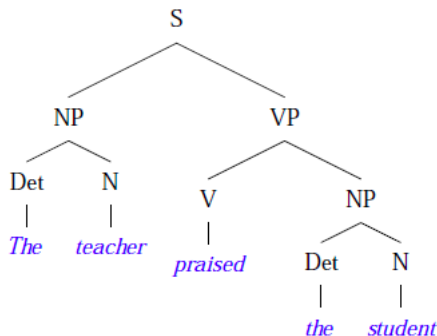 S
NP VP
Det N V NP
The teacher praised Det N
the student